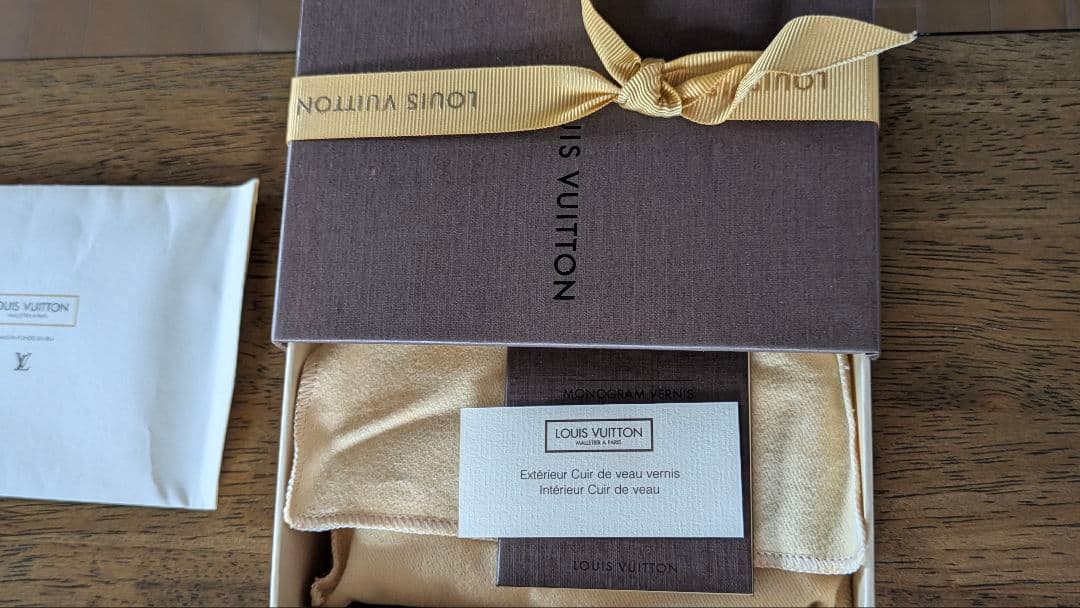 LOUIS VUITTON
LOUIS VUITTON
VUITTON
LOUIS VUITTON
MALLETIER A PARIS
MONOGRAM VERNIS
LOUIS VUITTON
MALLETIER A PARIS
Extérieur Cuir de veau vernis
Intérieur Cuir de veau
LOUIS VUITTON
LV